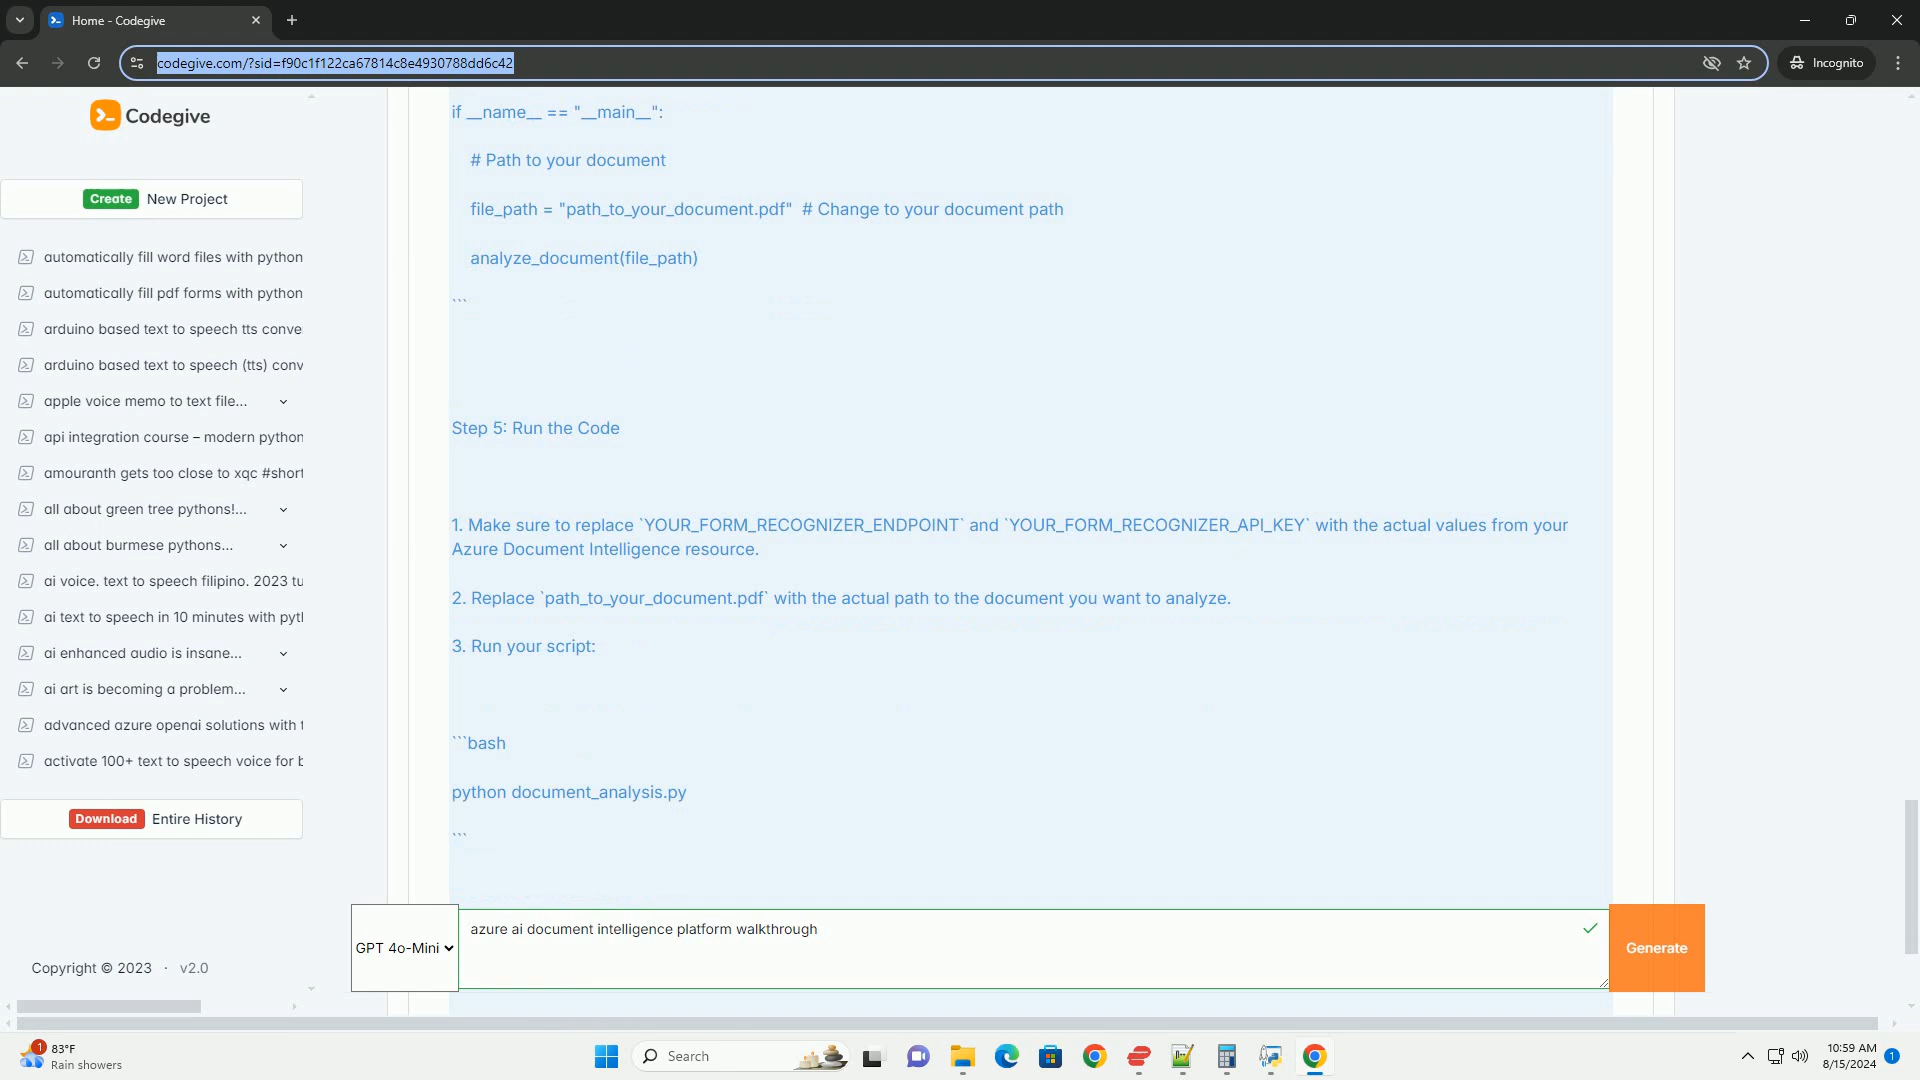 Home - Codegive
codegive.com/?sid=f90c1f122ca67814c8e4930788dd6c42
Incognito
Codegive
Create New Project
automatically fill word files with python
automatically fill pdf forms with python
arduino based text to speech tts conve
arduino based text to speech (tts) conv
apple voice memo to text file...
api integration course – modern python
amouranth gets too close to xqc #short
all about green tree pythons!...
all about burmese pythons...
ai voice. text to speech filipino. 2023 tu
ai text to speech in 10 minutes with pyt
ai enhanced audio is insane...
ai art is becoming a problem...
advanced azure openai solutions with t
activate 100+ text to speech voice for b
Download Entire History
Copyright © 2023 · v2.0
if __name__ == "__main__":
# Path to your document
file_path = "path_to_your_document.pdf" # Change to your document path
analyze_document(file_path)
```
Step 5: Run the Code
1. Make sure to replace `YOUR_FORM_RECOGNIZER_ENDPOINT` and `YOUR_FORM_RECOGNIZER_API_KEY` with the actual values from your
Azure Document Intelligence resource.
2. Replace `path_to_your_document.pdf` with the actual path to the document you want to analyze.
3. Run your script:
```bash
python document_analysis.py
```
GPT 4o-Mini
azure ai document intelligence platform walkthrough
Generate
1
83°F
Rain showers
Search
10:59 AM
8/15/2024
1